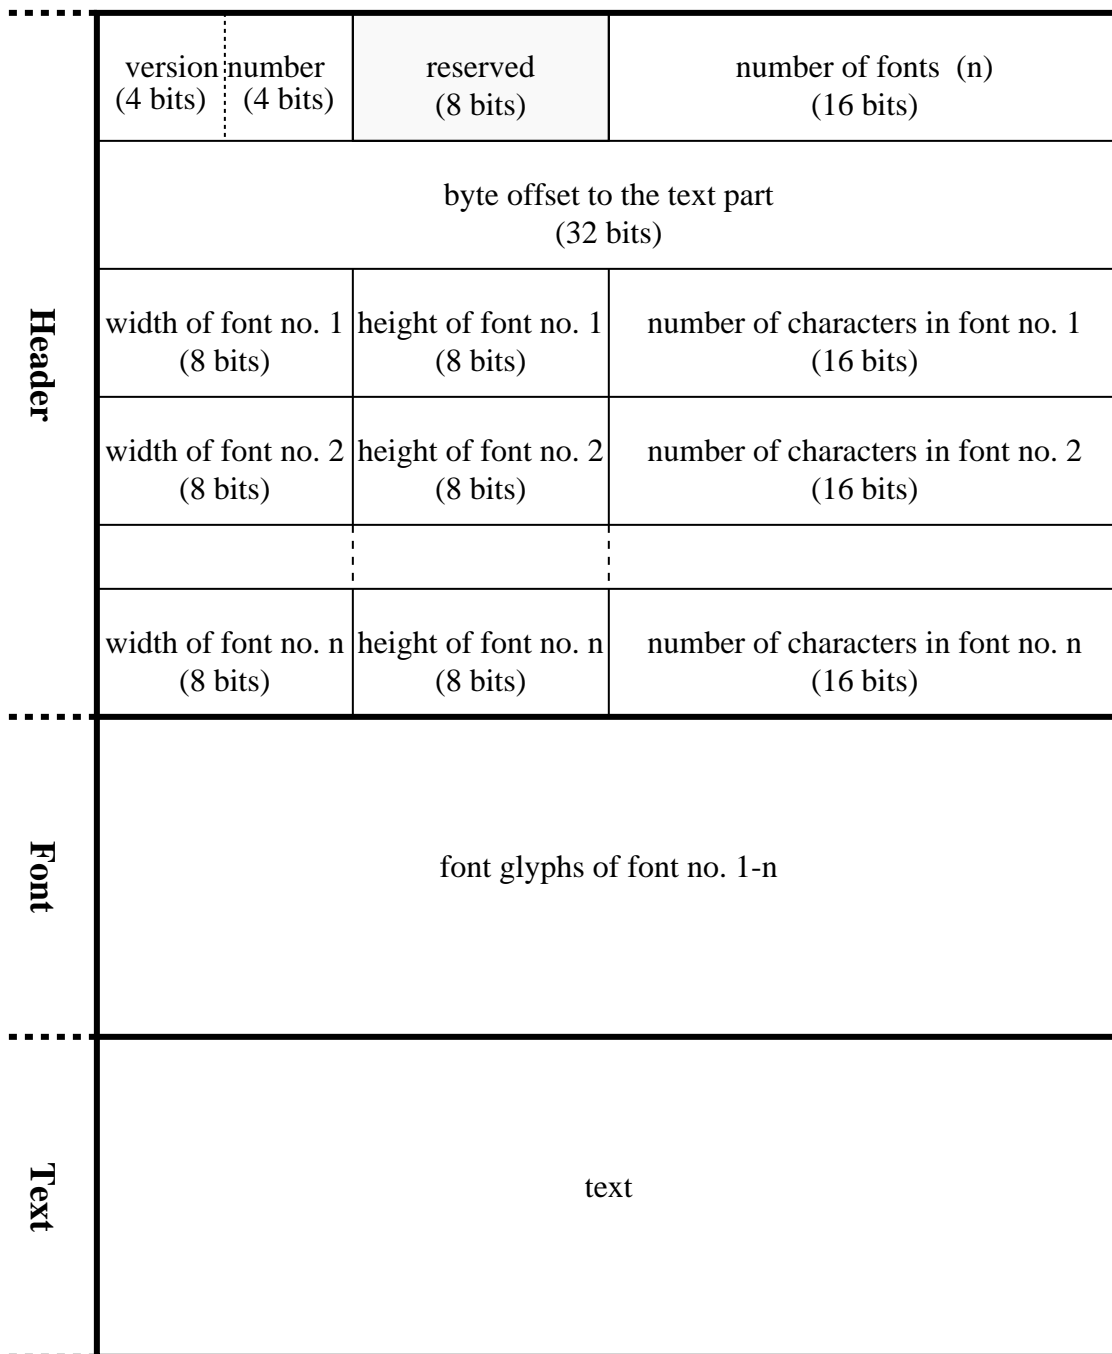 version number
(4 bits) (4 bits)
reserved
(8 bits)
number of fonts (n)
(16 bits)
byte offset to the text part
(32 bits)
Header
width of font no. 1
(8 bits)
height of font no. 1
(8 bits)
number of characters in font no. 1
(16 bits)
width of font no. 2
(8 bits)
height of font no. 2
(8 bits)
number of characters in font no. 2
(16 bits)
width of font no. n
(8 bits)
height of font no. n
(8 bits)
number of characters in font no. n
(16 bits)
Font
font glyphs of font no. 1-n
Text
text